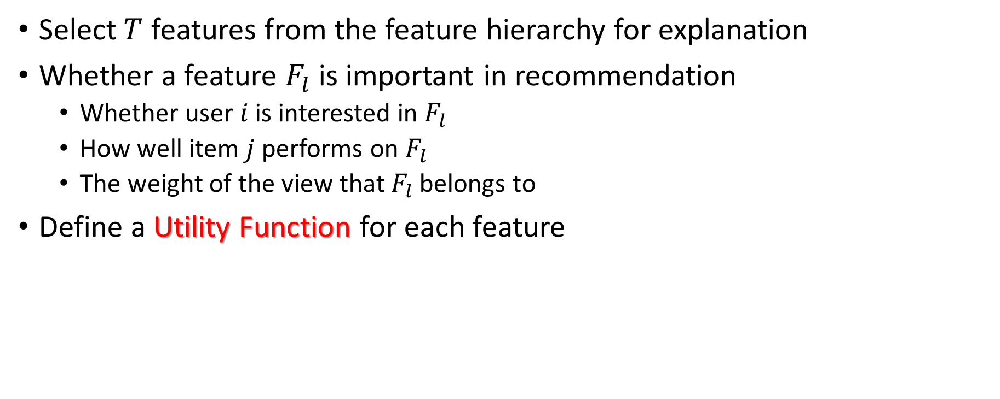 • Select T features from the feature hierarchy for explanation
• Whether a feature F_l is important in recommendation
• Whether user i is interested in F_l
• How well item j performs on F_l
• The weight of the view that F_l belongs to
• Define a Utility Function for each feature